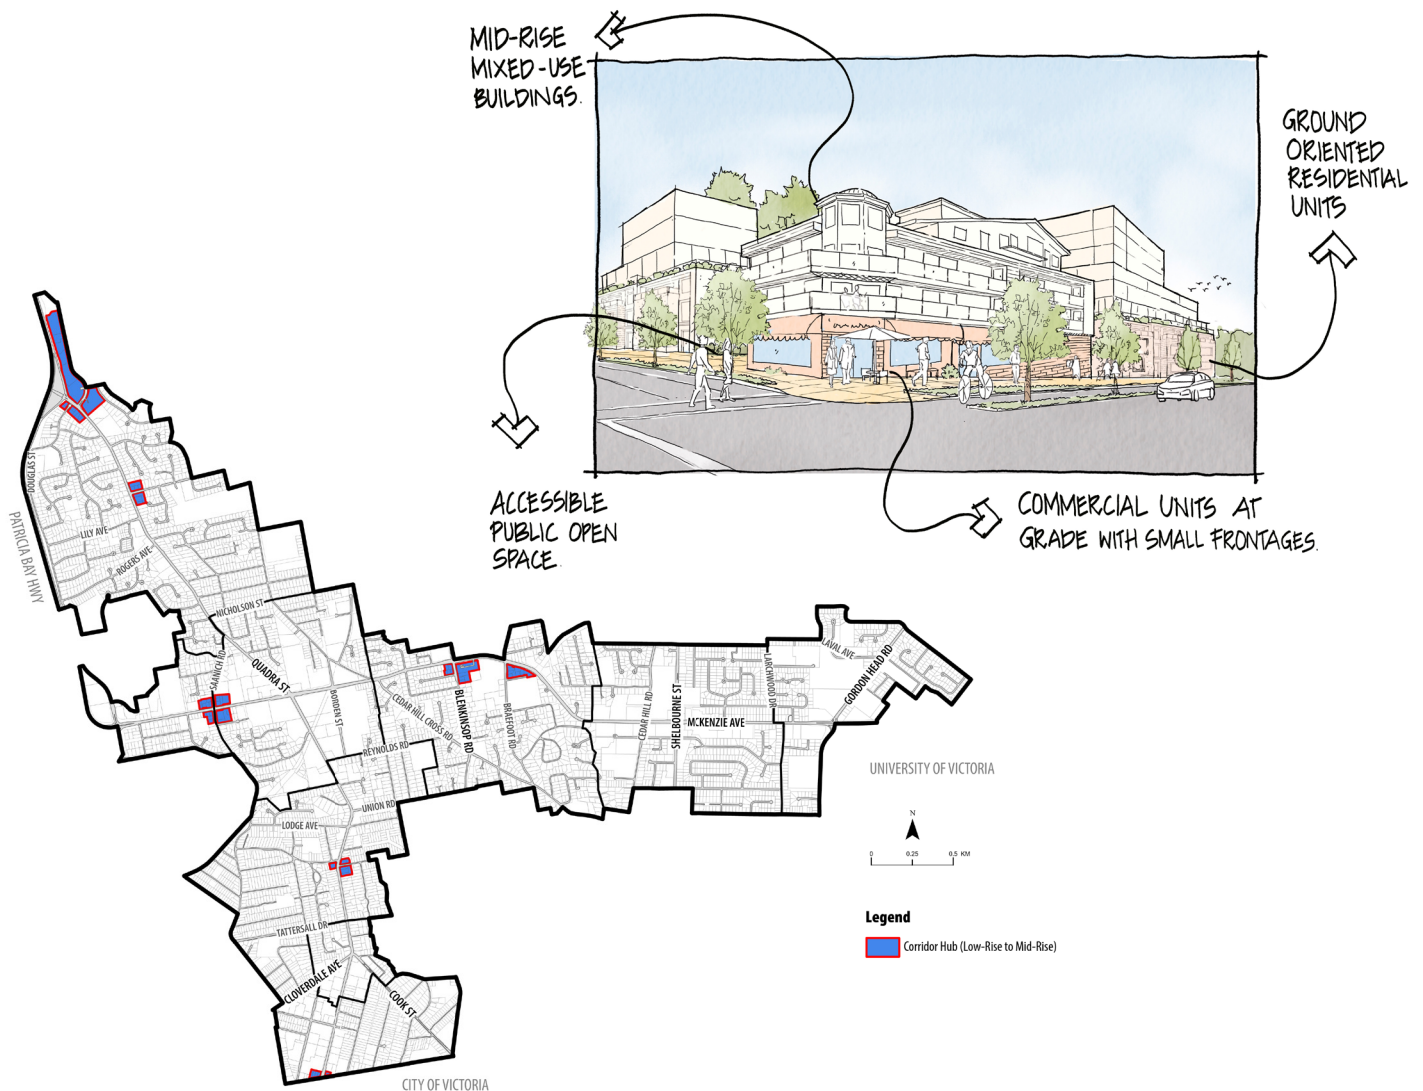 MID-RISE
MIXED-USE
BUILDINGS.
GROUND
ORIENTED
RESIDENTIAL
UNITS
ACCESSIBLE
PUBLIC OPEN
SPACE.
COMMERCIAL UNITS AT
GRADE WITH SMALL FRONTAGES.
DOUGLAS ST
PATRICIA BAY HWY
LILY AVE
ROGERS AVE
NICHOLSON ST
SAANICH RD
QUADRA ST
BORDEN ST
CEDAR HILL CROSS RD
BLENKINSOP RD
BRAEFOOT RD
REYNOLDS RD
CEDAR HILL RD
SHELBOURNE ST
MCKENZIE AVE
LARCHWOOD DR
LAVAL AVE
GORDON HEAD RD
UNIVERSITY OF VICTORIA
UNION RD
LODGE AVE
TATTERSALL DR
CLOVERDALE AVE
COOK ST
CITY OF VICTORIA
N
0 0.25 0.5 KM
Legend
Corridor Hub (Low-Rise to Mid-Rise)